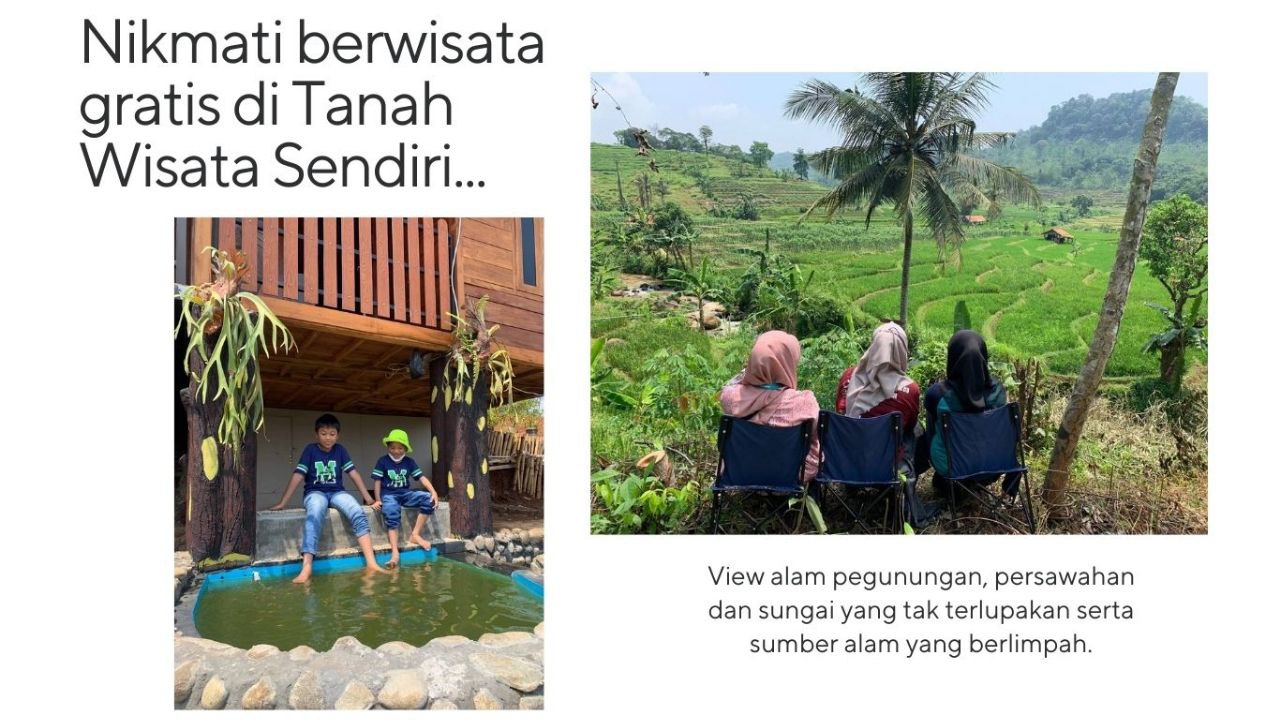 Nikmati berwisata
gratis di Tanah
Wisata Sendiri...
View alam pegunungan, persawahan
dan sungai yang tak terlupakan serta
sumber alam yang berlimpah.